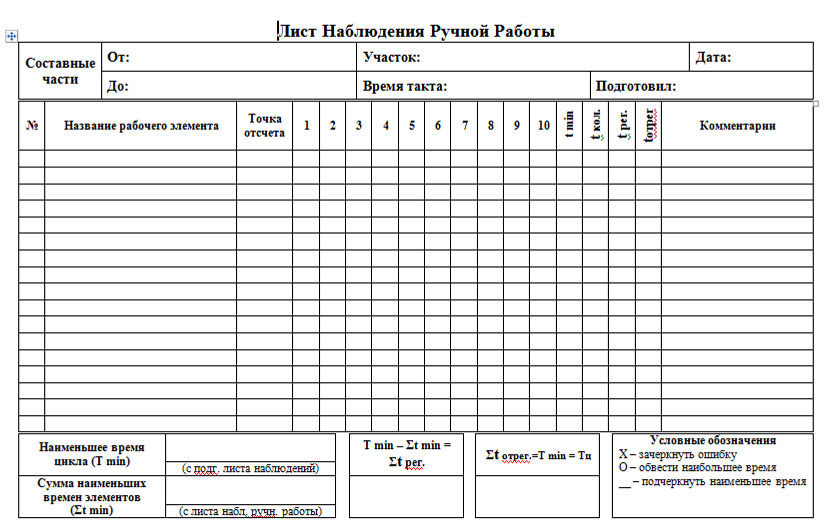 Лист Наблюдения Ручной Работы
Составные части
От:
Участок:
Дата:
До:
Время такта:
Подготовил:
№
Название рабочего элемента
Точка отсчета
1 2 3 4 5 6 7 8 9 10
t min
t кол.
t рег.
tотрег
Комментарии
Наименьшее время
цикла (T min)
(с подг. листа наблюдений)
Сумма наименьших
времен элементов
(Σt min)
(с листа набл, ручн. работы)
T min – Σt min =
Σt рег.
Σt отрег.=T min = Тц
Условные обозначения
Х – зачеркнуть ошибку
О – обвести наибольшее время
__ – подчеркнуть наименьшее время